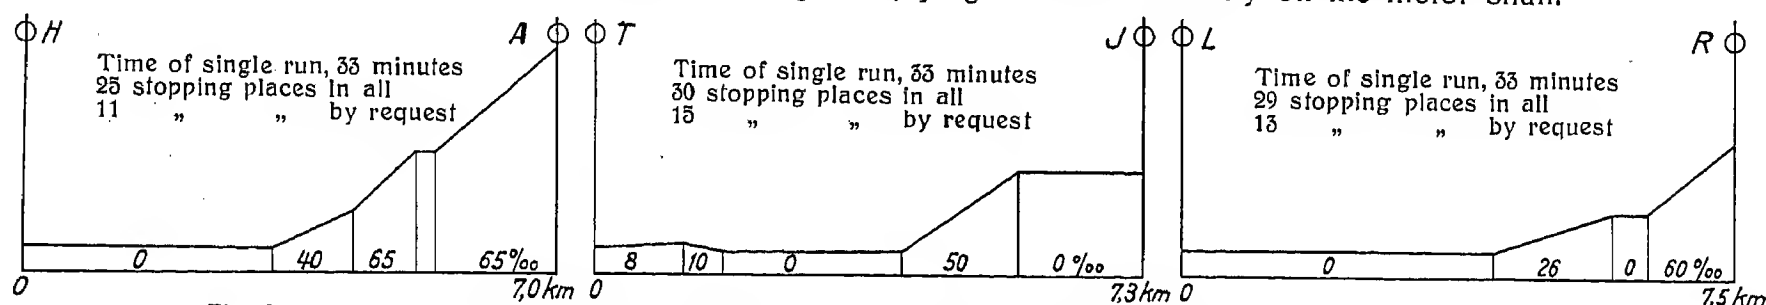 H A
Time of single run, 33 minutes
25 stopping places in all
11 „ „ by request
0 40 65 65‰
0 7,0 km
T J
Time of single run, 33 minutes
30 stopping places in all
15 „ „ by request
8 10 0 50 0‰
0 7,3 km
L R
Time of single run, 33 minutes
29 stopping places in all
13 „ „ by request
0 26 0 60‰
0 7,5 km